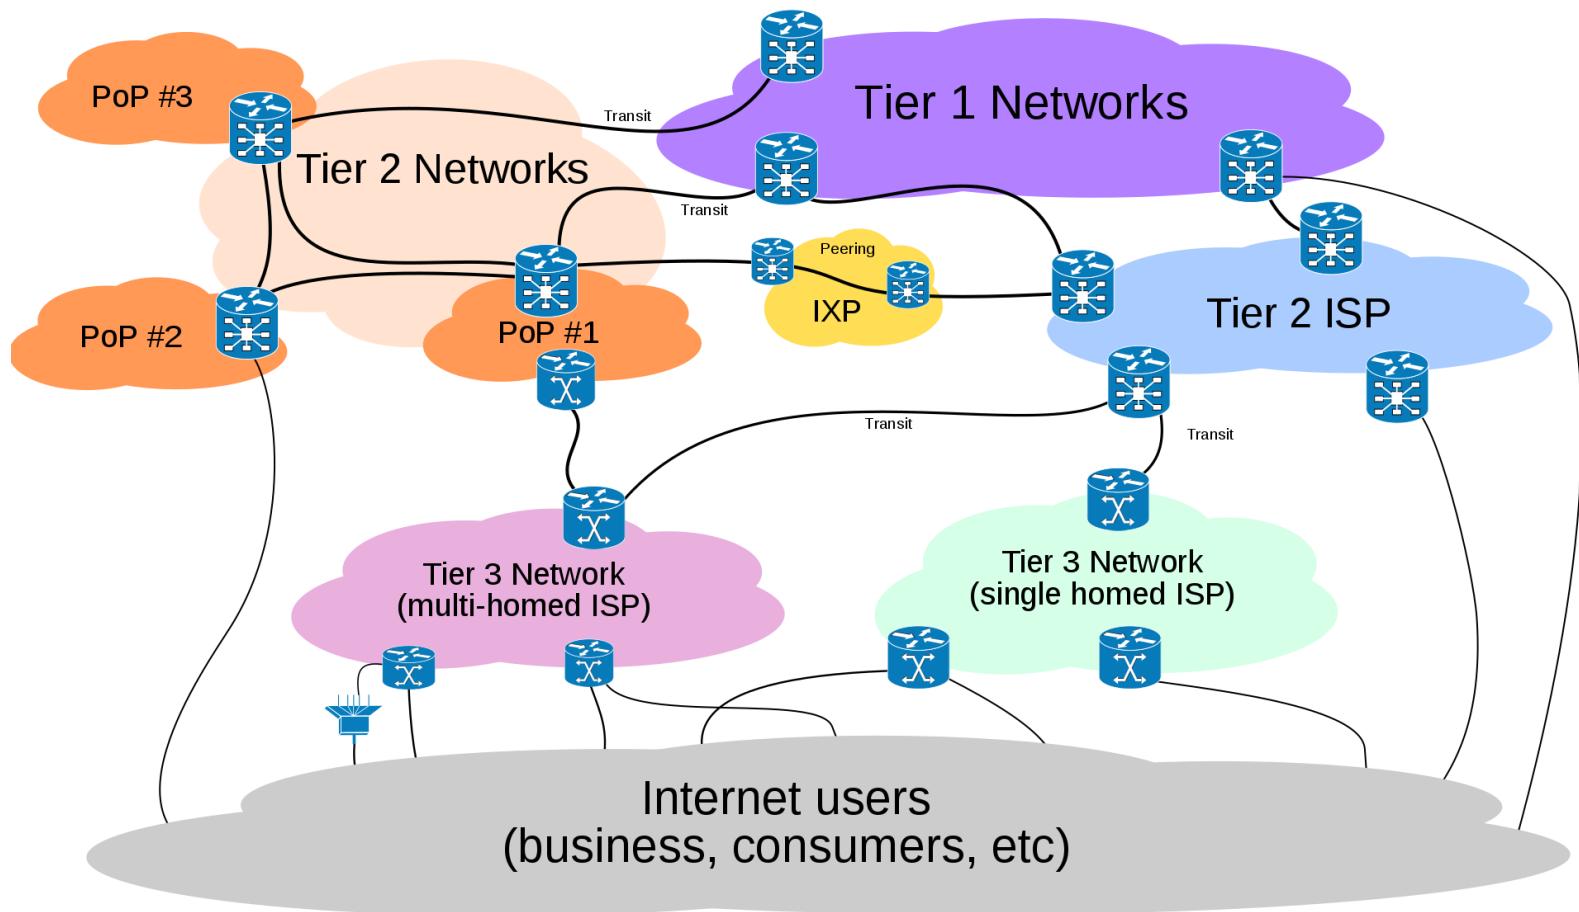 PoP #3
Tier 1 Networks
Transit
Tier 2 Networks
Transit
Peering
IXP
Tier 2 ISP
PoP #2
PoP #1
Transit
Transit
Tier 3 Network
(multi-homed ISP)
Tier 3 Network
(single homed ISP)
Internet users
(business, consumers, etc)